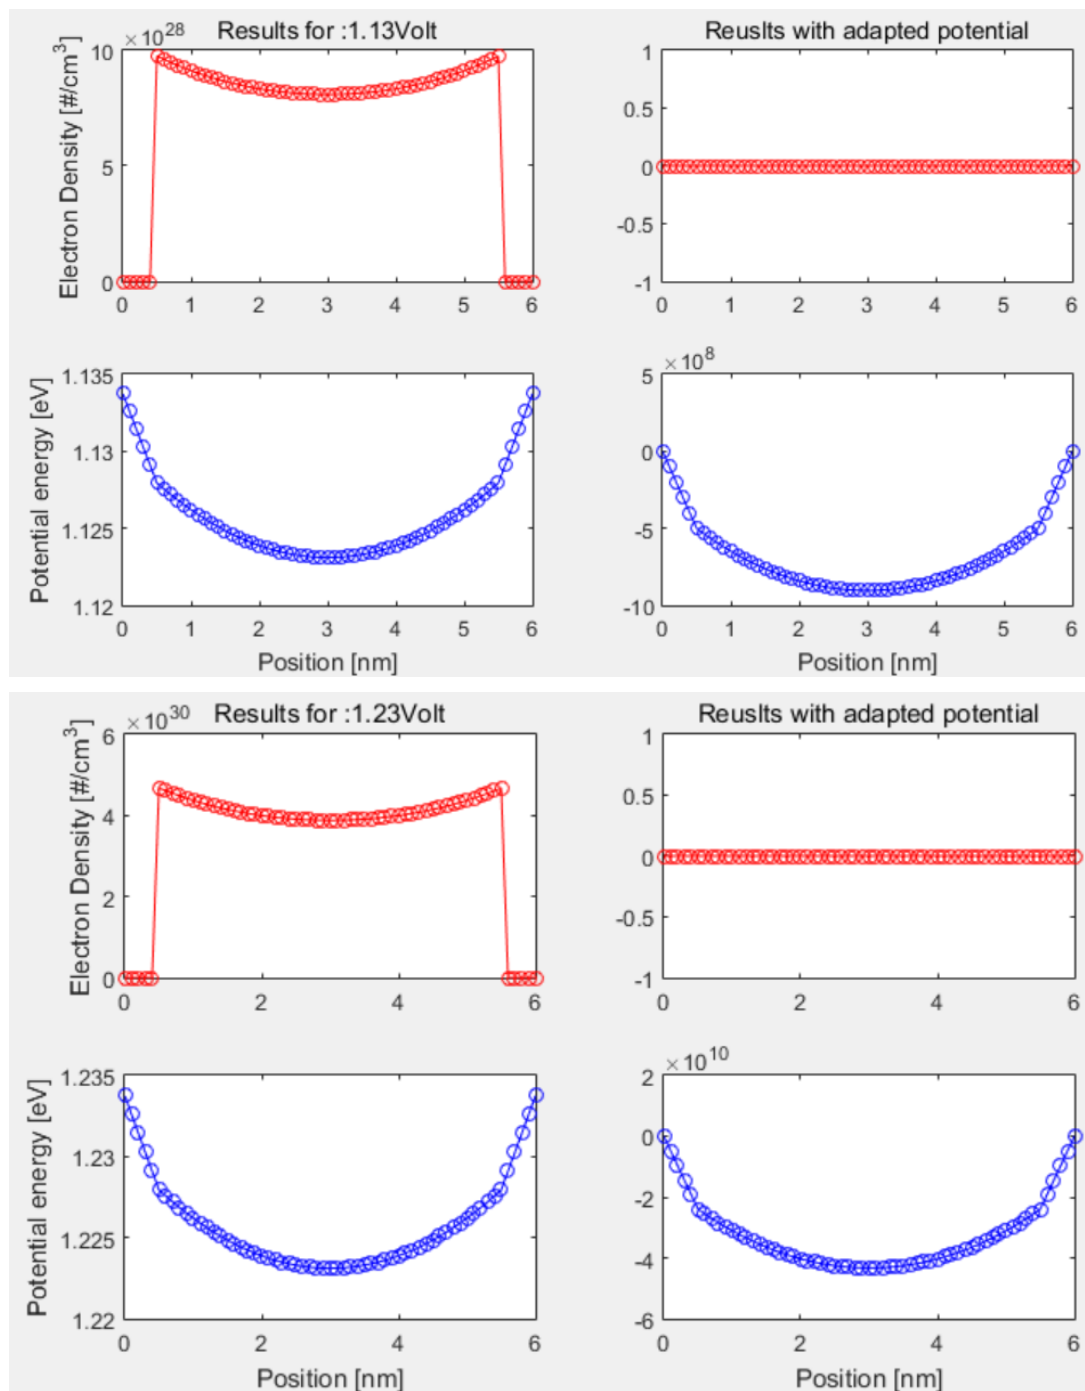 × 10^28 Results for :1.13Volt
Reuslts with adapted potential
Electron Density [#/cm^3]
10
5
0
0 1 2 3 4 5 6
1
0.5
0
-0.5
-1
0 1 2 3 4 5 6
Potential energy [eV]
1.135
1.13
1.125
1.12
0 1 2 3 4 5 6
Position [nm]
× 10^8
5
0
-5
-10
0 1 2 3 4 5 6
Position [nm]
× 10^30 Results for :1.23Volt
Reuslts with adapted potential
Electron Density [#/cm^3]
6
4
2
0
0 2 4 6
1
0.5
0
-0.5
-1
0 2 4 6
Potential energy [eV]
1.235
1.23
1.225
1.22
0 2 4 6
Position [nm]
× 10^10
2
0
-2
-4
-6
0 2 4 6
Position [nm]